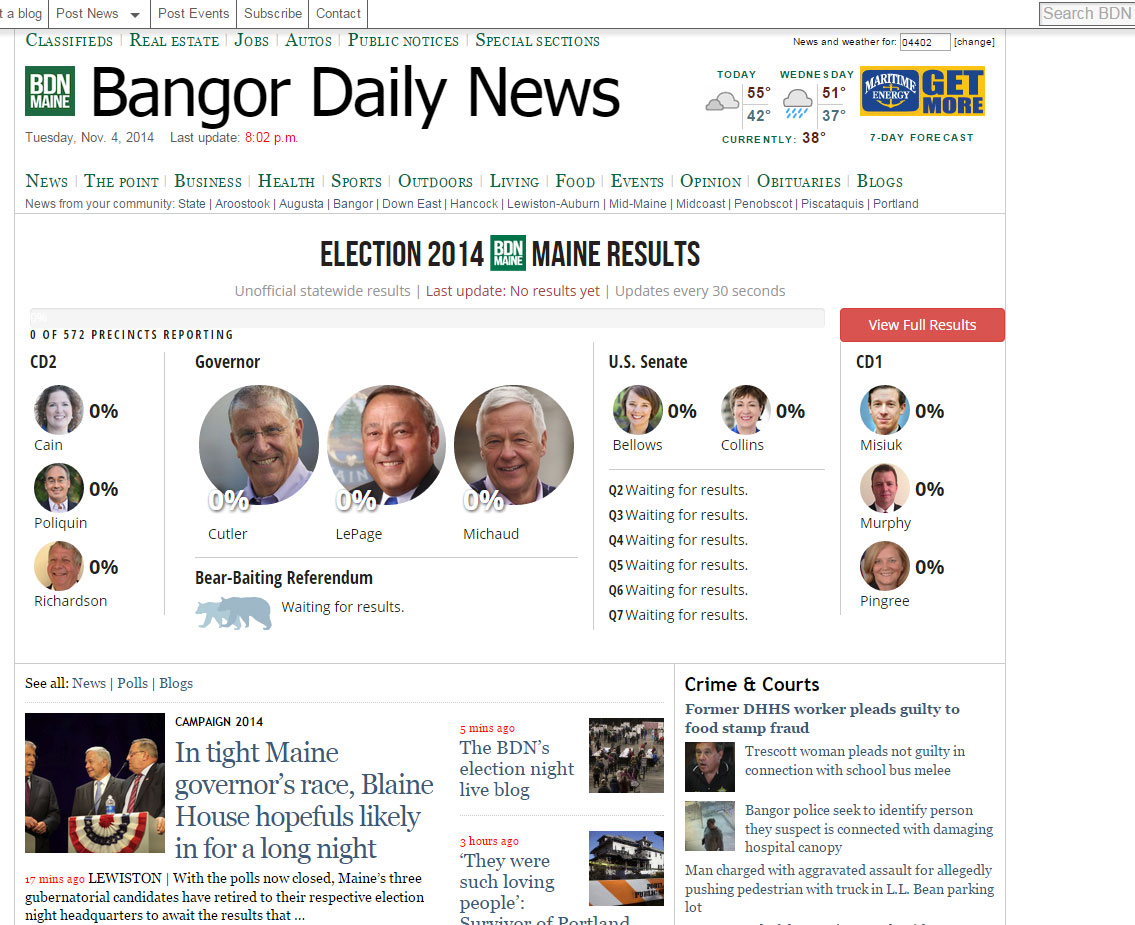 t a blog Post News Post Events Subscribe Contact Search BDN
CLASSIFIEDS | REAL ESTATE | JOBS | AUTOS | PUBLIC NOTICES | SPECIAL SECTIONS
News and weather for: 04402 [change]
BDN
MAINE
Bangor Daily News
Tuesday, Nov. 4, 2014 Last update: 8:02 p.m.
TODAY WEDNESDAY
55° 51°
42° 37°
CURRENTLY: 38°
MARITIME
ENERGY
GET
MORE
7-DAY FORECAST
NEWS | THE POINT | BUSINESS | HEALTH | SPORTS | OUTDOORS | LIVING | FOOD | EVENTS | OPINION | OBITUARIES | BLOGS
News from your community: State | Aroostook | Augusta | Bangor | Down East | Hancock | Lewiston-Auburn | Mid-Maine | Midcoast | Penobscot | Piscataquis | Portland
ELECTION 2014 BDN MAINE MAINE RESULTS
Unofficial statewide results | Last update: No results yet | Updates every 30 seconds
0%
0 OF 572 PRECINCTS REPORTING
View Full Results
CD2
0%
Cain
0%
Poliquin
0%
Richardson
Governor
0% 0% 0%
Cutler LePage Michaud
Bear-Baiting Referendum
Waiting for results.
U.S. Senate
0% 0%
Bellows Collins
Q2 Waiting for results.
Q3 Waiting for results.
Q4 Waiting for results.
Q5 Waiting for results.
Q6 Waiting for results.
Q7 Waiting for results.
CD1
0%
Misiuk
0%
Murphy
0%
Pingree
See all: News | Polls | Blogs
CAMPAIGN 2014
In tight Maine
governor's race, Blaine
House hopefuls likely
in for a long night
17 mins ago LEWISTON | With the polls now closed, Maine's three
gubernatorial candidates have retired to their respective election
night headquarters to await the results that ...
5 mins ago
The BDN's
election night
live blog
3 hours ago
'They were
such loving
people':
Survivor of Portland
Crime & Courts
Former DHHS worker pleads guilty to
food stamp fraud
Trescott woman pleads not guilty in
connection with school bus melee
Bangor police seek to identify person
they suspect is connected with damaging
hospital canopy
Man charged with aggravated assault for allegedly
pushing pedestrian with truck in L.L. Bean parking
lot